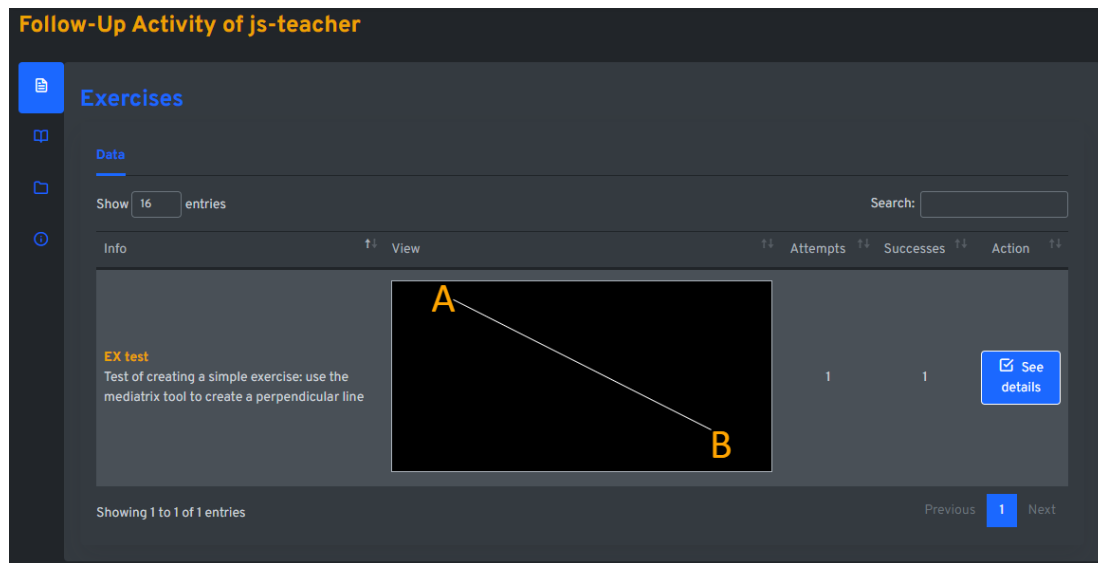 Follow-Up Activity of js-teacher
Exercises
Data
Show 16 entries
Search:
Info View Attempts Successes Action
A
B
EX test
Test of creating a simple exercise: use the
mediatrix tool to create a perpendicular line
1 1
See
details
Showing 1 to 1 of 1 entries
Previous 1 Next